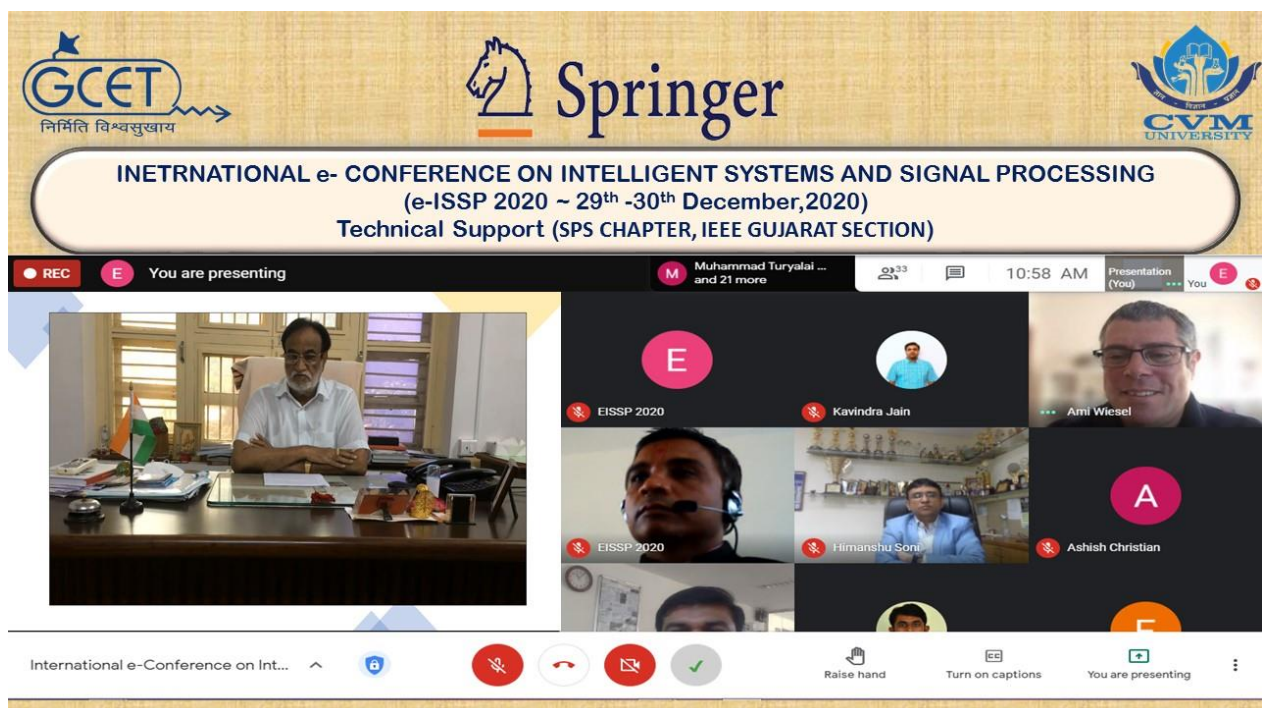 GCET
निर्मिति विश्वसुखाय
Springer
ज्ञान - विज्ञान - प्रज्ञान
CVM
UNIVERSITY
INETRNATIONAL e- CONFERENCE ON INTELLIGENT SYSTEMS AND SIGNAL PROCESSING
(e-ISSP 2020 ~ 29th -30th December,2020)
Technical Support (SPS CHAPTER, IEEE GUJARAT SECTION)
REC
E
You are presenting
M
Muhammad Turyalai ...
and 21 more
33
10:58 AM
Presentation
(You)
You
E
E
EISSP 2020
Kavindra Jain
Ami Wiesel
EISSP 2020
Himanshu Soni
A
Ashish Christian
International e-Conference on Int...
Raise hand
CC
Turn on captions
You are presenting